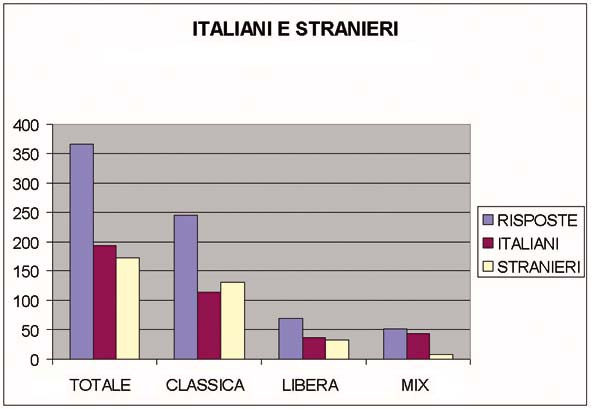 ITALIANI E STRANIERI
400
350
300
250
200
150
100
50
0
TOTALE CLASSICA LIBERA MIX
RISPOSTE
ITALIANI
STRANIERI